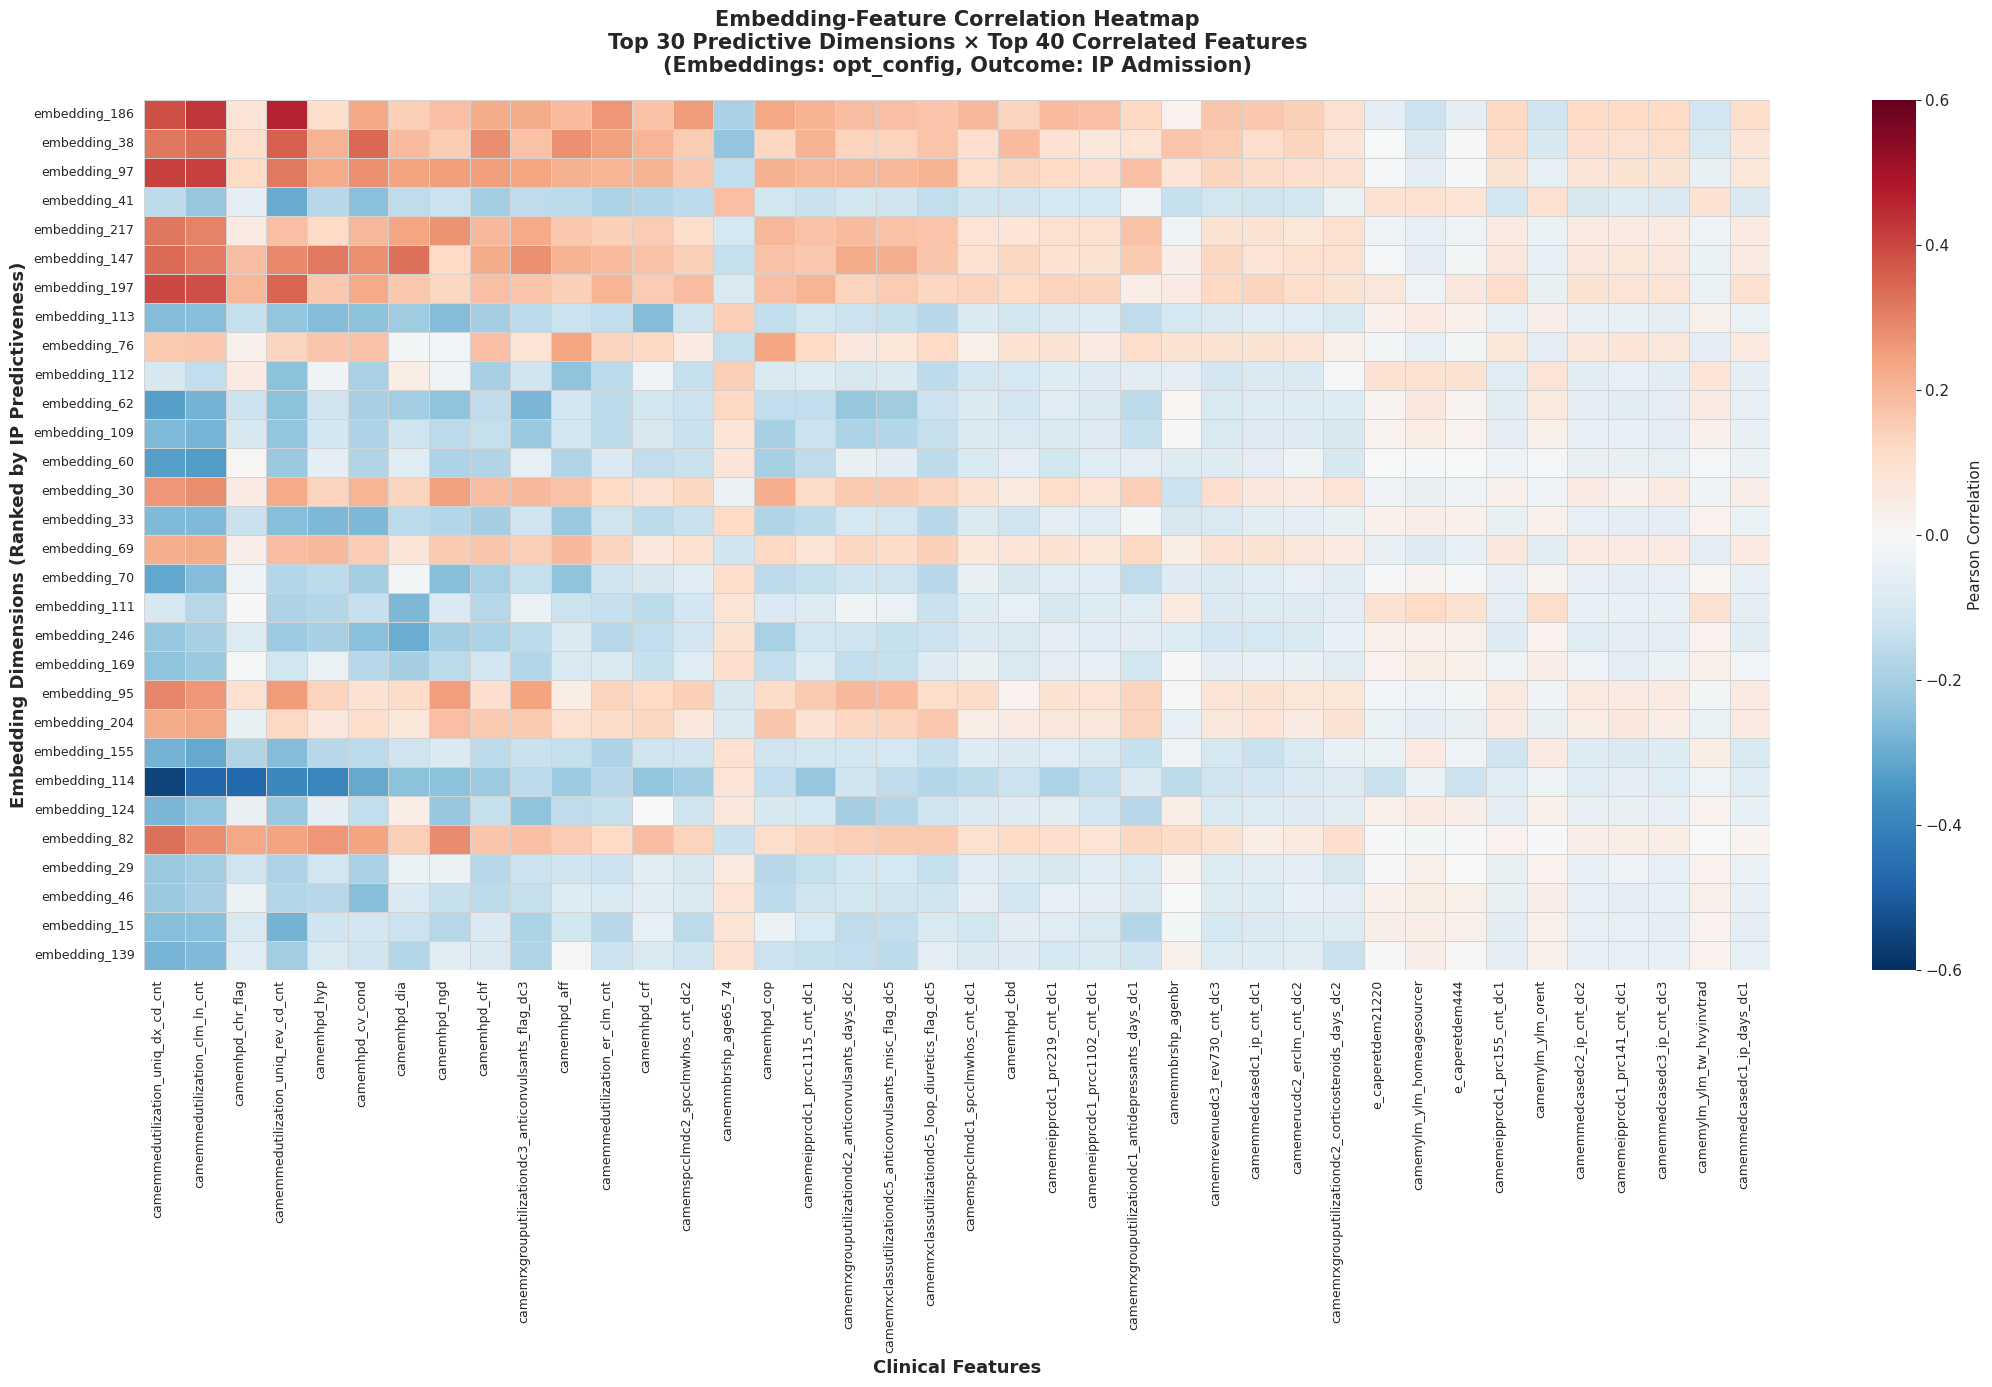 Embedding-Feature Correlation Heatmap
Top 30 Predictive Dimensions × Top 40 Correlated Features
(Embeddings: opt_config, Outcome: IP Admission)
Embedding Dimensions (Ranked by IP Predictiveness)
embedding_186
embedding_38
embedding_97
embedding_41
embedding_217
embedding_147
embedding_197
embedding_113
embedding_76
embedding_112
embedding_62
embedding_109
embedding_60
embedding_30
embedding_33
embedding_69
embedding_70
embedding_111
embedding_246
embedding_169
embedding_95
embedding_204
embedding_155
embedding_114
embedding_124
embedding_82
embedding_29
embedding_46
embedding_15
embedding_139
camemmedutilization_uniq_dx_cd_cnt
camemmedutilization_clm_ln_cnt
camemhpd_chr_flag
camemmedutilization_uniq_rev_cd_cnt
camemhpd_hyp
camemhpd_cv_cond
camemhpd_dia
camemhpd_ngd
camemhpd_chf
camemrxgrouputilizationdc3_anticonvulsants_flag_dc3
camemhpd_aff
camemmedutilization_er_clm_cnt
camemhpd_crf
camemspcclmdc2_spcclmwhos_cnt_dc2
camemmbrshp_age65_74
camemhpd_cop
camemeipprcdc1_prcc1115_cnt_dc1
camemrxgrouputilizationdc2_anticonvulsants_days_dc2
camemrxclassutilizationdc5_anticonvulsants_misc_flag_dc5
camemrxclassutilizationdc5_loop_diuretics_flag_dc5
camemspcclmdc1_spcclmwhos_cnt_dc1
camemhpd_cbd
camemeipprcdc1_prc219_cnt_dc1
camemeipprcdc1_prcc1102_cnt_dc1
camemrxgrouputilizationdc1_antidepressants_days_dc1
camemmbrshp_agenbr
camemrevenuedc3_rev730_cnt_dc3
camemmedcasedc1_ip_cnt_dc1
camemerucdc2_erclm_cnt_dc2
camemrxgrouputilizationdc2_corticosteroids_days_dc2
e_caperetdem21220
camemylm_ylm_homeagesourcer
e_caperetdem444
camemeipprcdc1_prc155_cnt_dc1
camemylm_ylm_orent
camemmedcasedc2_ip_cnt_dc2
camemeipprcdc1_prc141_cnt_dc1
camemmedcasedc3_ip_cnt_dc3
camemylm_ylm_tw_hvyinvtrad
camemmedcasedc1_ip_days_dc1
Clinical Features
0.6
0.4
0.2
0.0
−0.2
−0.4
−0.6
Pearson Correlation